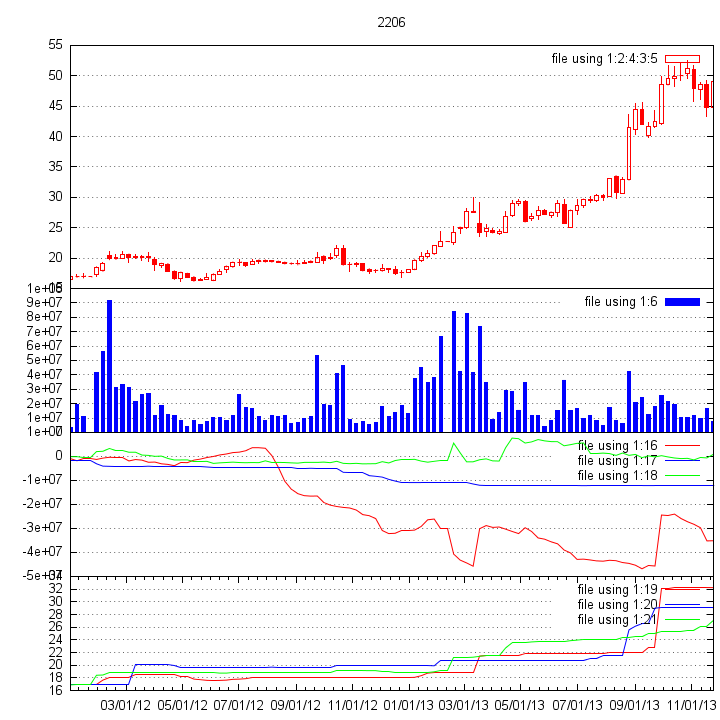 2206
55
file using 1:2:4:3:5
50
45
40
35
30
25
20
15
1e+08
file using 1:6
9e+07
8e+07
7e+07
6e+07
5e+07
4e+07
3e+07
2e+07
1e+07
file using 1:16
0
file using 1:17
file using 1:18
-1e+07
-2e+07
-3e+07
-4e+07
-5e+07
32 file using 1:19
30
file using 1:20
28
file using 1:21
26
24
22
20
18
16
03/01/12 05/01/12 07/01/12 09/01/12 11/01/12 01/01/13 03/01/13 05/01/13 07/01/13 09/01/13 11/01/13